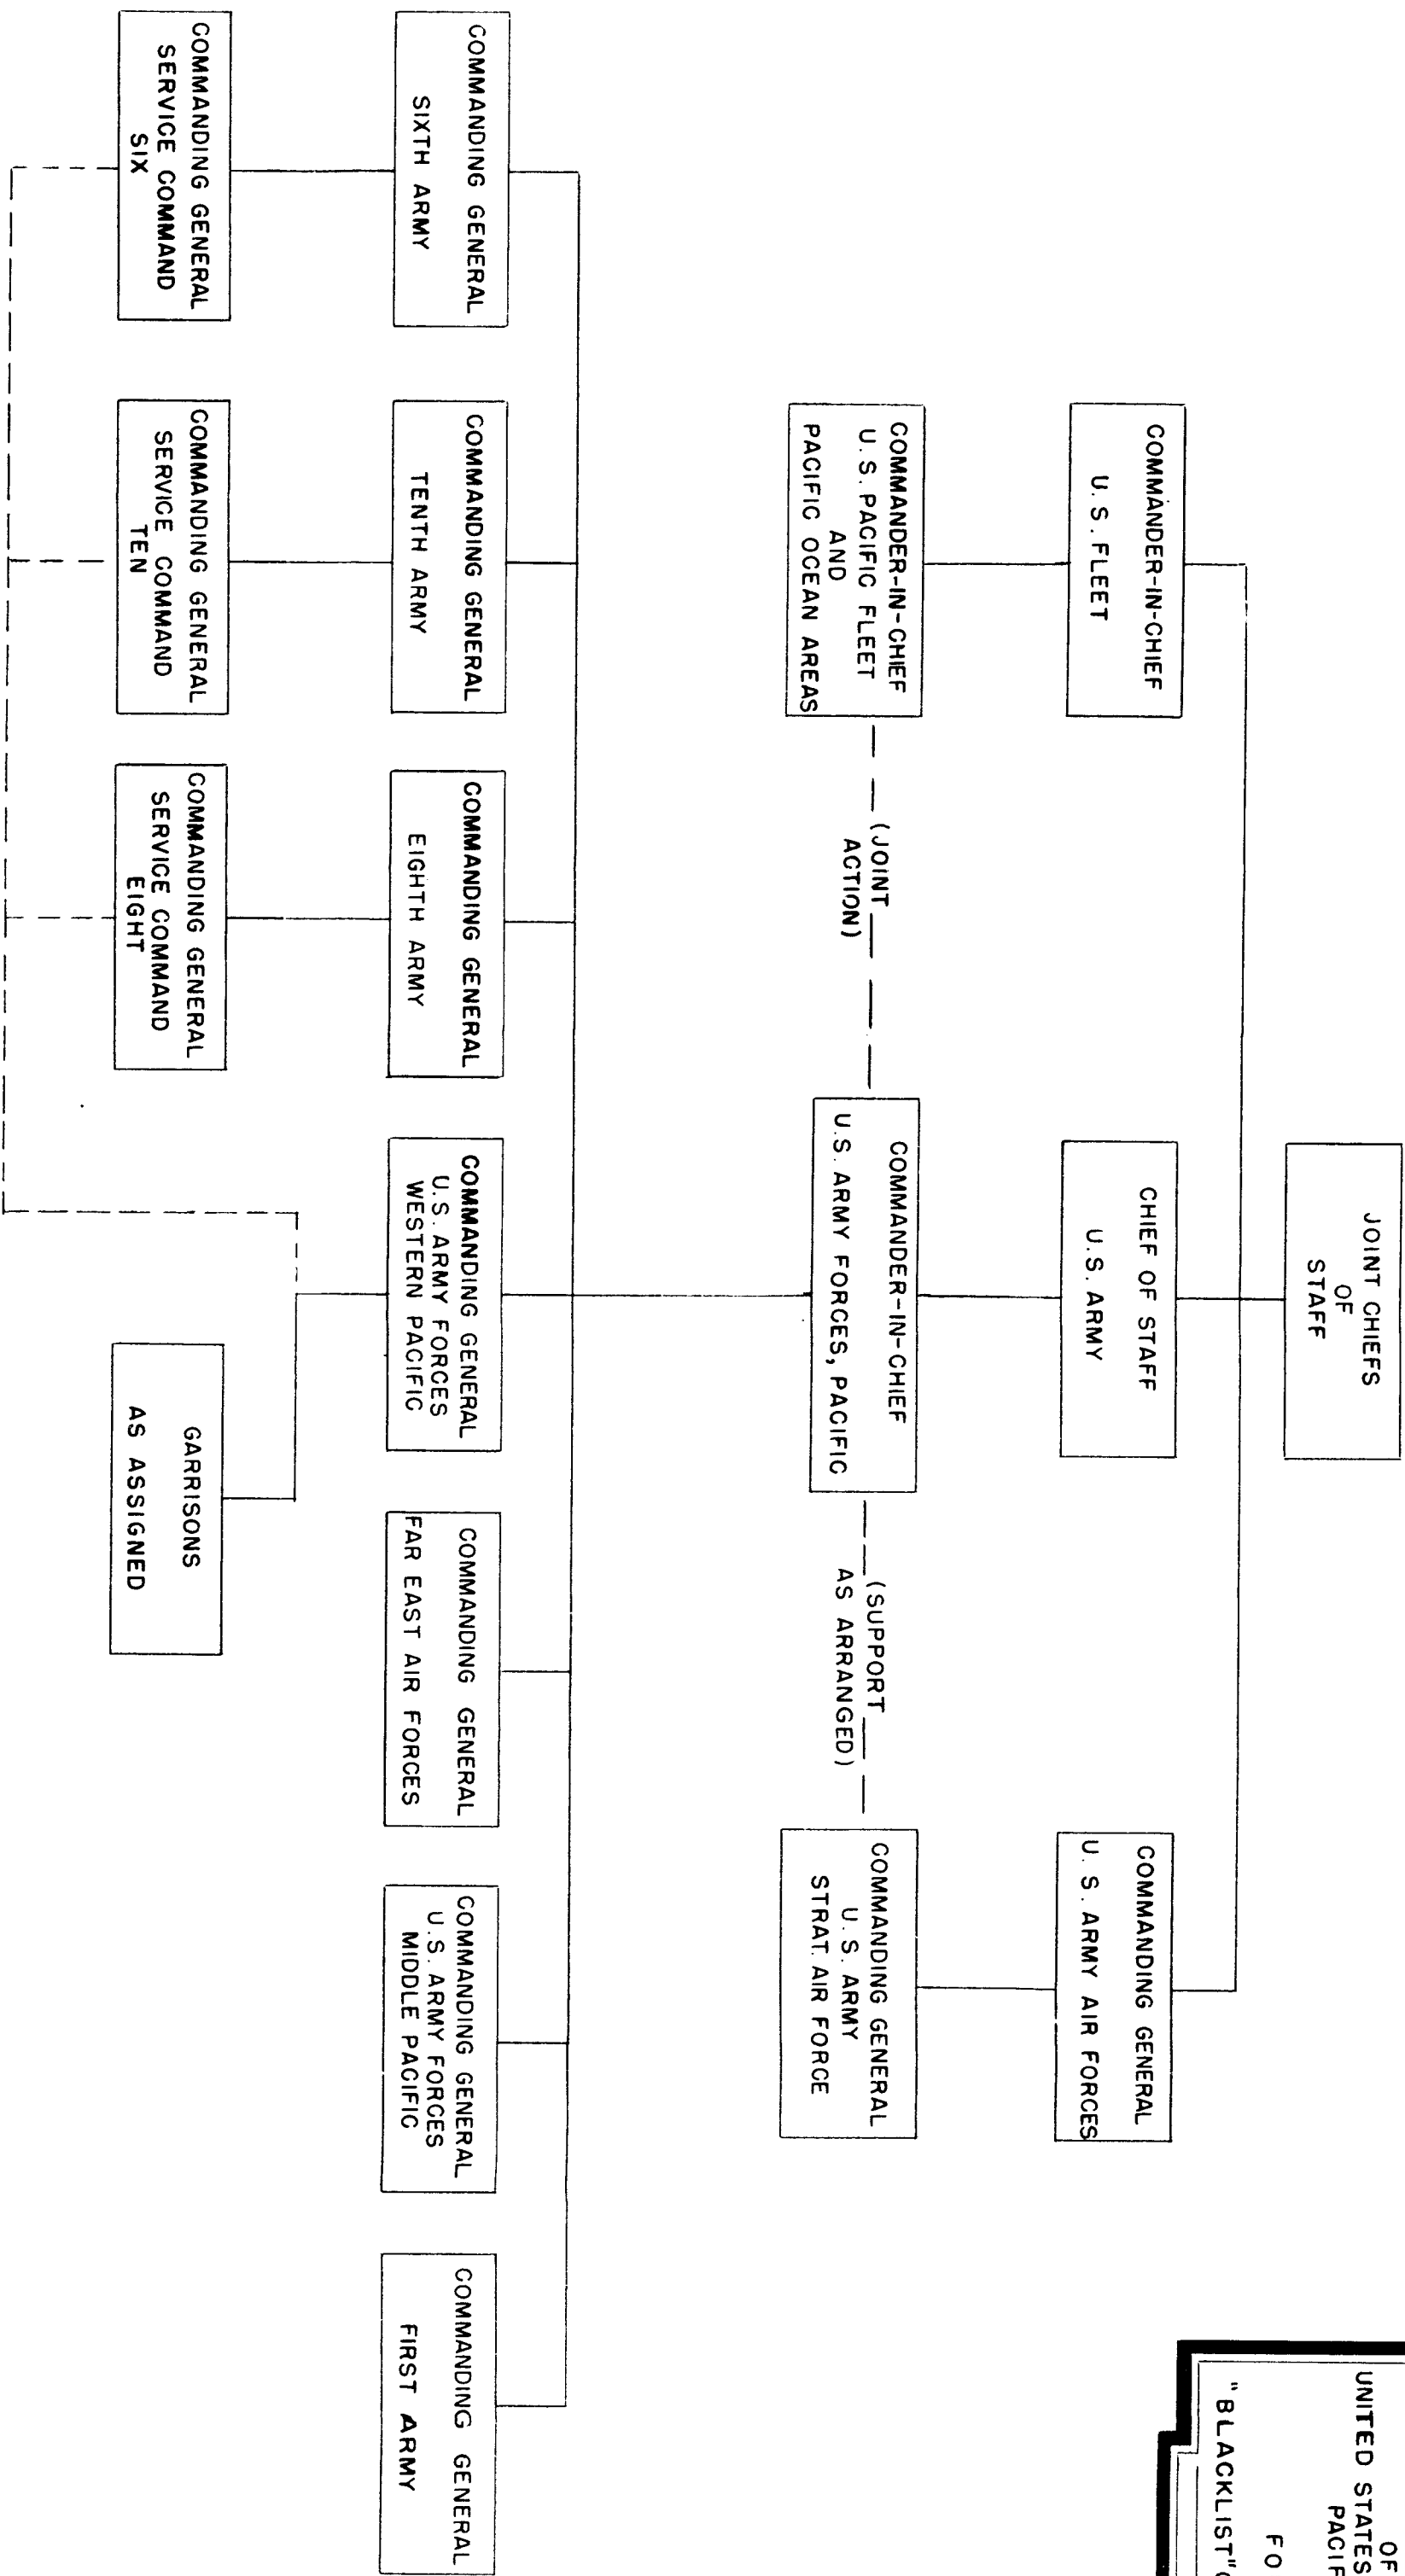 OF
UNITED STATES
"BLACKLIST"
JOINT CHIEFS
OF
STAFF
COMMANDER-IN-CHIEF
U. S. FLEET
CHIEF OF STAFF
U.S. ARMY
COMMANDING GENERAL
U. S. ARMY AIR FORCES
COMMANDER-IN-CHIEF
U. S. PACIFIC FLEET
AND
PACIFIC OCEAN AREAS
(JOINT
ACTION)
COMMANDER-IN-CHIEF
U.S. ARMY FORCES, PACIFIC
(SUPPORT
AS ARRANGED)
COMMANDING GENERAL
U. S. ARMY
STRAT. AIR FORCE
COMMANDING GENERAL
SIXTH ARMY
COMMANDING GENERAL
TENTH ARMY
COMMANDING GENERAL
EIGHTH ARMY
COMMANDING GENERAL
U.S. ARMY FORCES
WESTERN PACIFIC
COMMANDING GENERAL
FAR EAST AIR FORCES
COMMANDING GENERAL
U.S. ARMY FORCES
MIDDLE PACIFIC
COMMANDING GENERAL
FIRST ARMY
COMMANDING GENERAL
SERVICE COMMAND
SIX
COMMANDING GENERAL
SERVICE COMMAND
TEN
COMMANDING GENERAL
SERVICE COMMAND
EIGHT
GARRISONS
AS ASSIGNED